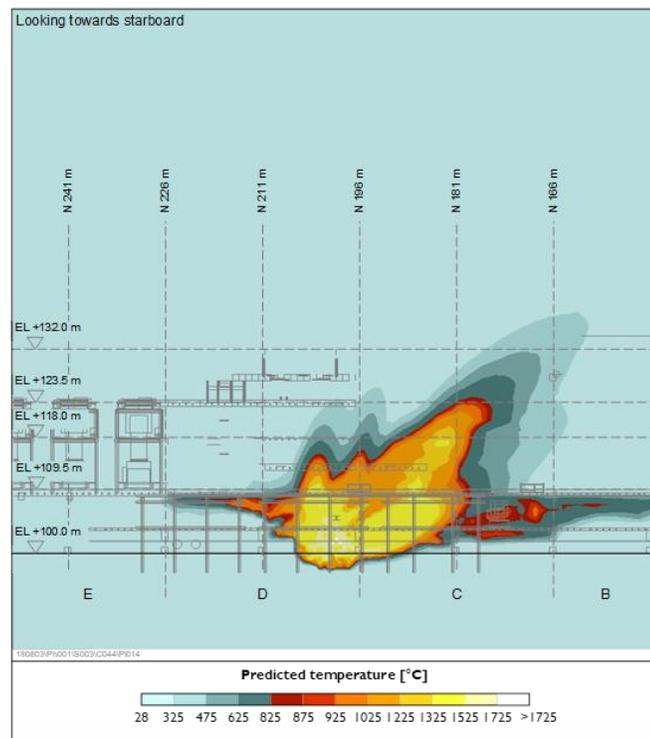 Looking towards starboard
N 241 m
N 226 m
N 211 m
N 196 m
N 181 m
N 166 m
EL +132.0 m
EL +123.5 m
EL +118.0 m
EL +109.5 m
EL +100.0 m
E D C B
180803\Ph001\S003\C044\Pl014
Predicted temperature [°C]
28 325 475 625 825 875 925 1025 1225 1325 1525 1725 >1725